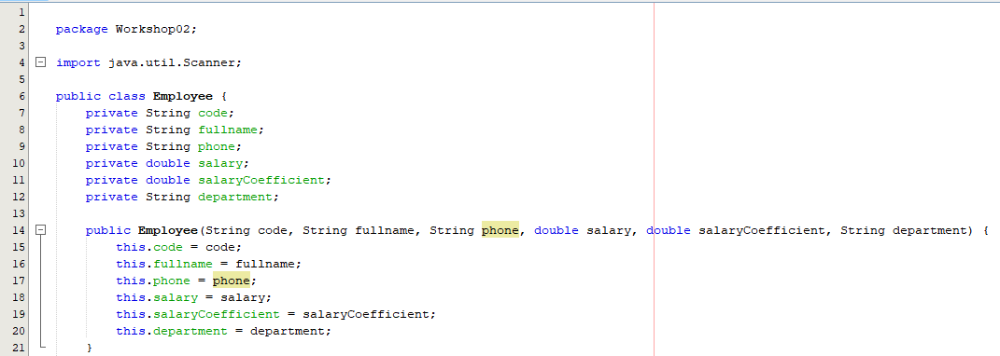 1
2 package Workshop02;
3
4 import java.util.Scanner;
5
6 public class Employee {
7 private String code;
8 private String fullname;
9 private String phone;
10 private double salary;
11 private double salaryCoefficient;
12 private String department;
13
14 public Employee(String code, String fullname, String phone, double salary, double salaryCoefficient, String department) {
15 this.code = code;
16 this.fullname = fullname;
17 this.phone = phone;
18 this.salary = salary;
19 this.salaryCoefficient = salaryCoefficient;
20 this.department = department;
21 }